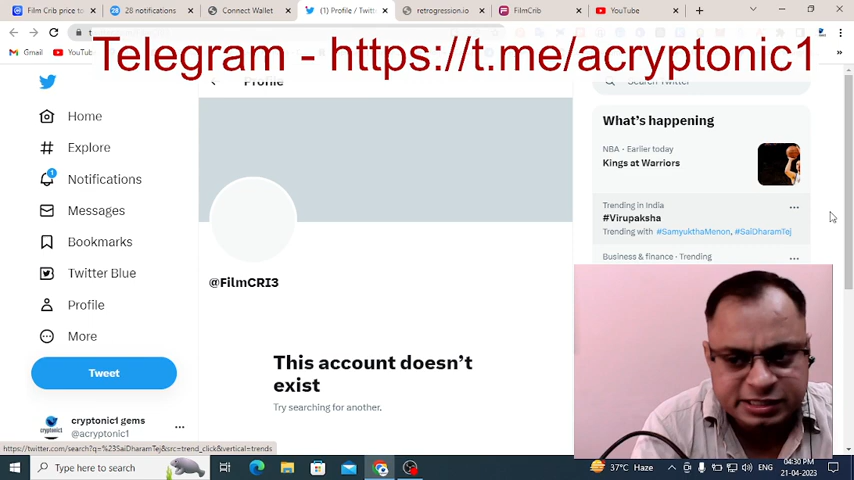 Film Crib price to
28 notifications
Connect Wallet
(1) Profile / Twitte
retrogression.io
FilmCrib
YouTube
Gmail
YouTu
Telegram - https://t.me/acryptonic1
Profile
Search Twitter
Home
Explore
1
Notifications
Messages
Bookmarks
Twitter Blue
Profile
More
Tweet
cryptonic1 gems
@acryptonic1
@FilmCRI3
This account doesn't
exist
Try searching for another.
What's happening
NBA · Earlier today
Kings at Warriors
Trending in India
#Virupaksha
Trending with #SamyukthaMenon, #SaiDharamTej
Business & finance · Trending
https://twitter.com/search?q=%23SaiDharamTej&src=trend_click&vertical=trends
Type here to search
37°C Haze
ENG
04:30 PM
21-04-2023